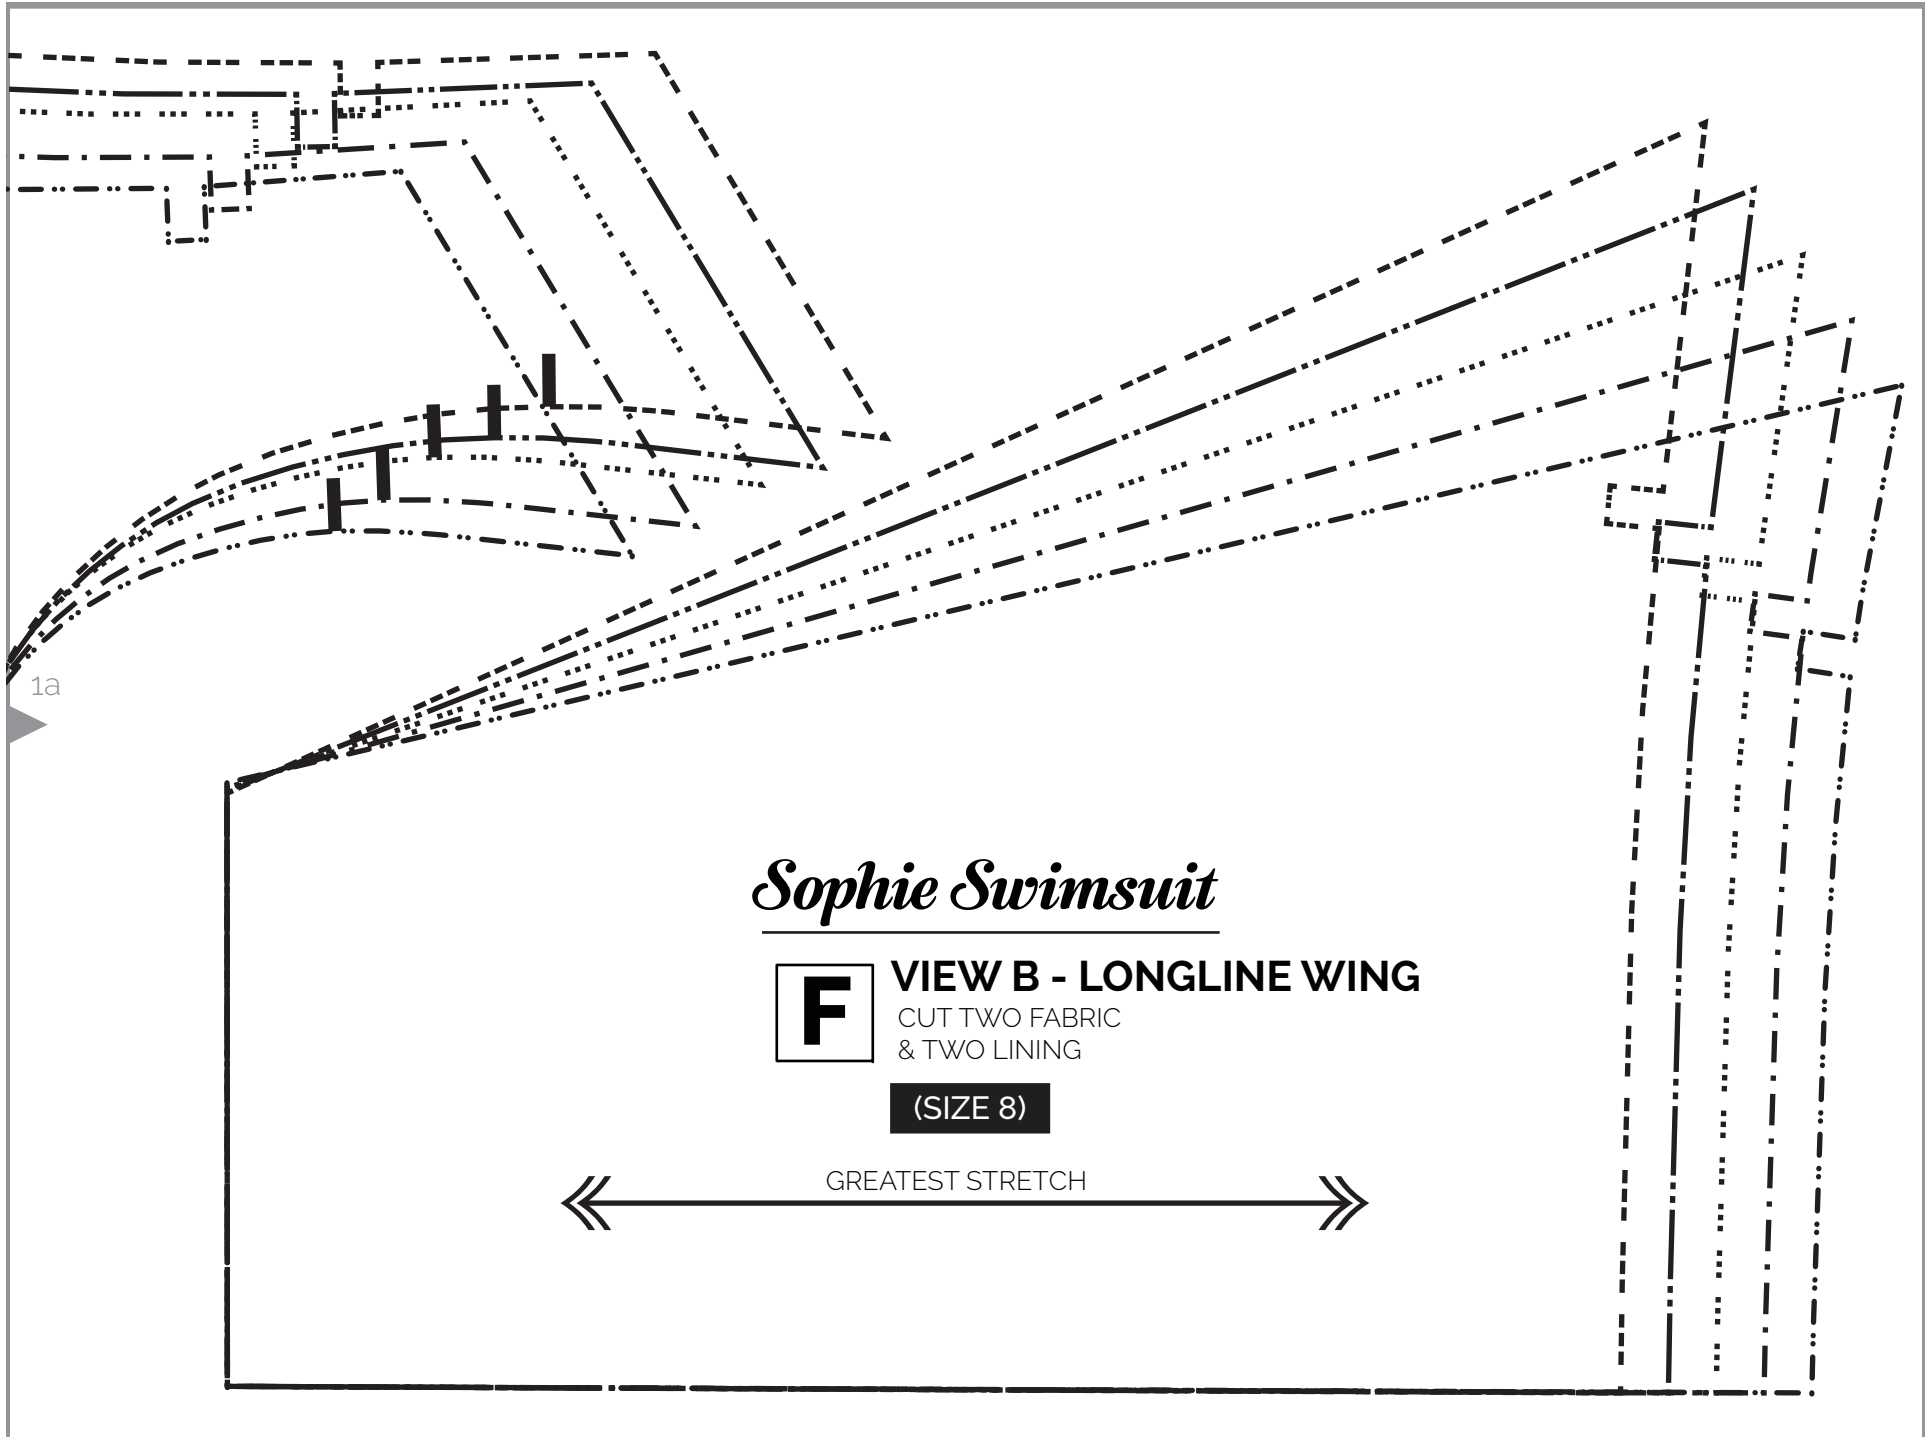 1a
Sophie Swimsuit
F
VIEW B - LONGLINE WING
CUT TWO FABRIC
& TWO LINING
(SIZE 8)
GREATEST STRETCH